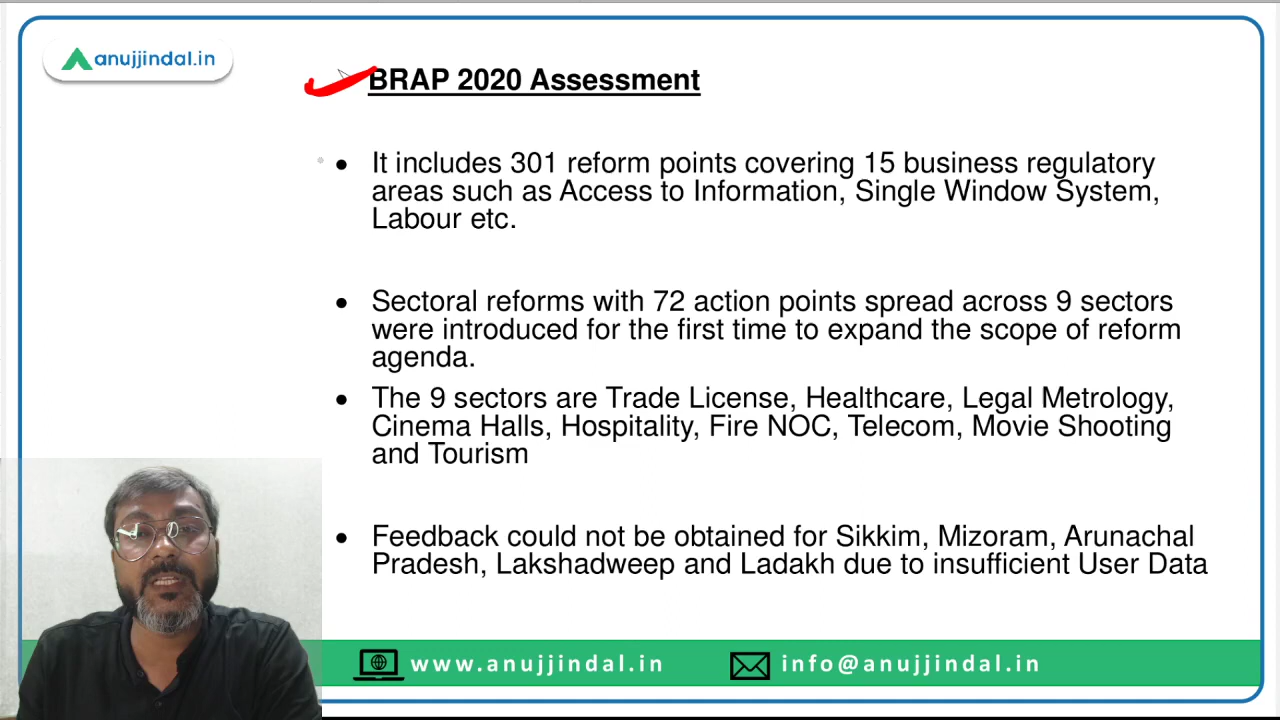 anujjindal.in
BRAP 2020 Assessment
• It includes 301 reform points covering 15 business regulatory
areas such as Access to Information, Single Window System,
Labour etc.
• Sectoral reforms with 72 action points spread across 9 sectors
were introduced for the first time to expand the scope of reform
agenda.
• The 9 sectors are Trade License, Healthcare, Legal Metrology,
Cinema Halls, Hospitality, Fire NOC, Telecom, Movie Shooting
and Tourism
• Feedback could not be obtained for Sikkim, Mizoram, Arunachal
Pradesh, Lakshadweep and Ladakh due to insufficient User Data
www.anujjindal.in info@anujjindal.in